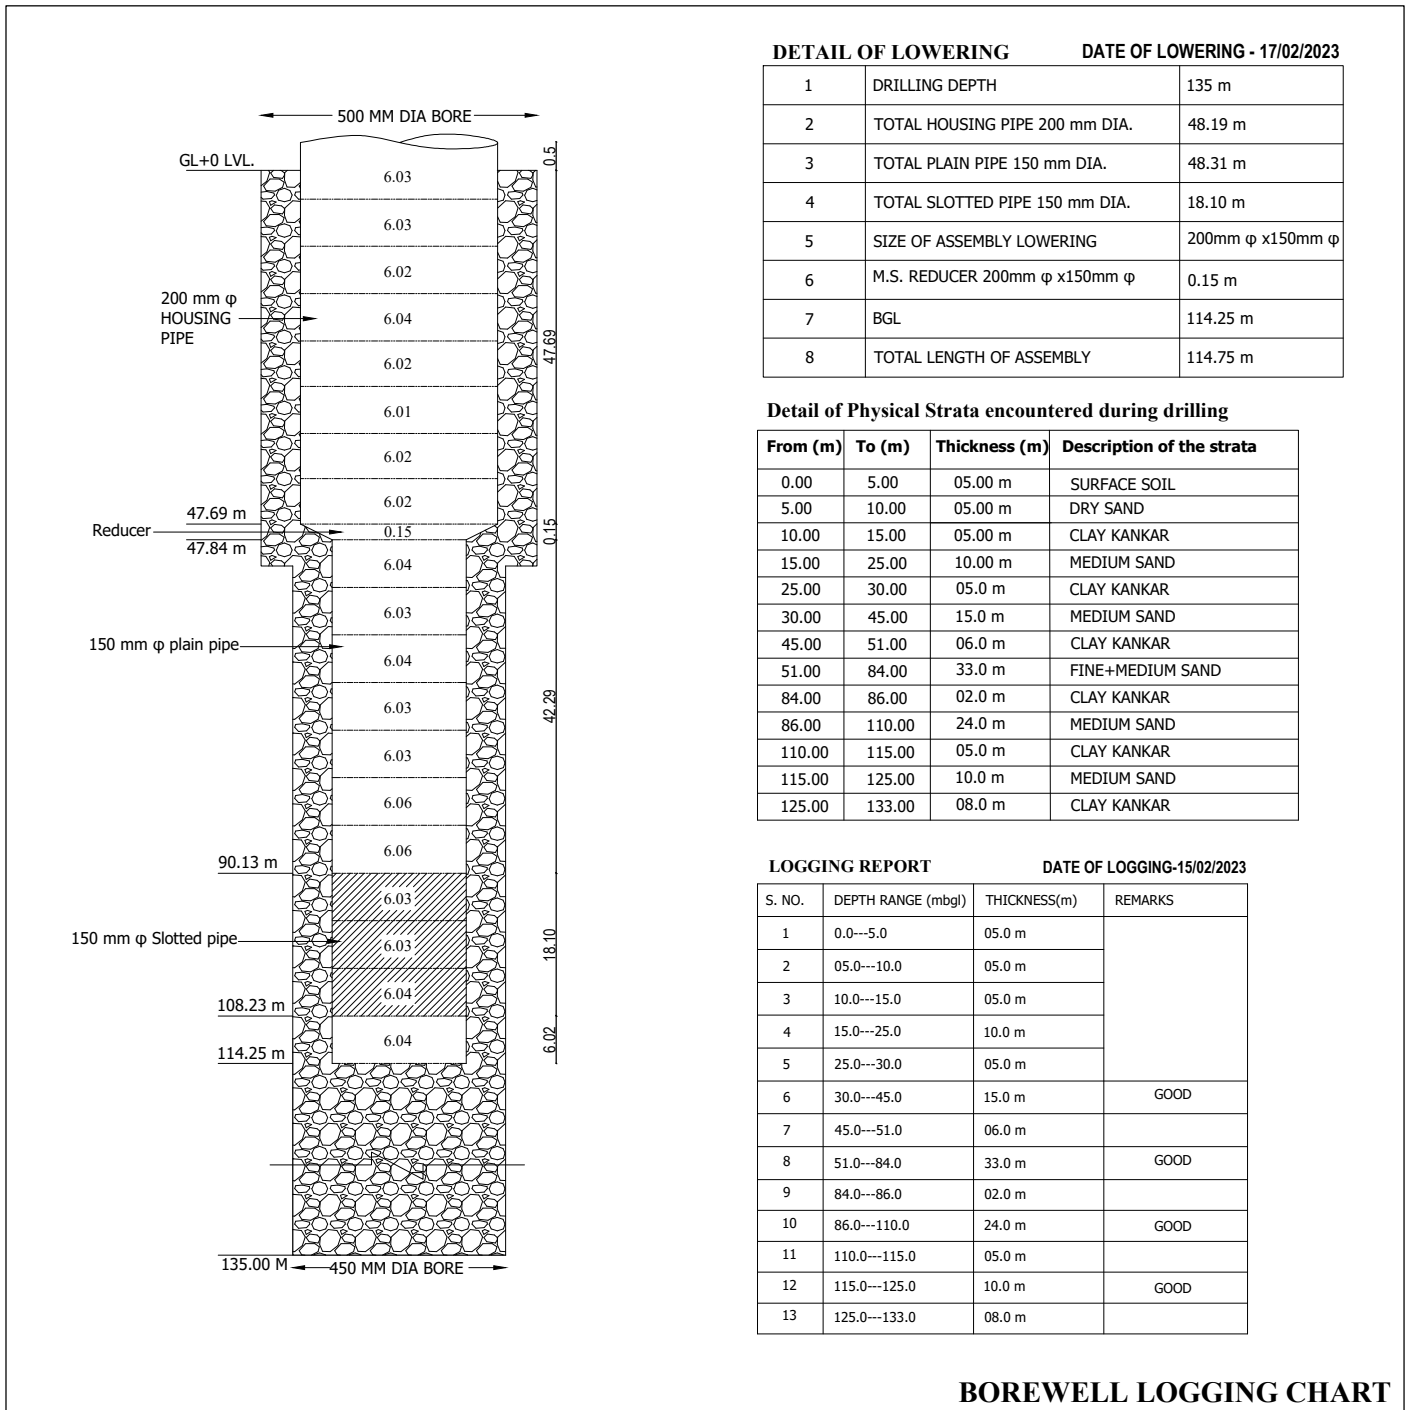 500 MM DIA BORE
GL+0 LVL.
0.5
6.03
6.03
6.02
200 mm φ
HOUSING
PIPE
6.04
47.69
6.02
6.01
6.02
6.02
47.69 m
Reducer
0.15
0.15
47.84 m
6.04
6.03
150 mm φ plain pipe
6.04
6.03
42.29
6.03
6.06
6.06
90.13 m
6.03
150 mm φ Slotted pipe
6.03
18.10
6.04
108.23 m
6.04
6.02
114.25 m
135.00 M
450 MM DIA BORE
DETAIL OF LOWERING DATE OF LOWERING - 17/02/2023
1 DRILLING DEPTH 135 m
2 TOTAL HOUSING PIPE 200 mm DIA. 48.19 m
3 TOTAL PLAIN PIPE 150 mm DIA. 48.31 m
4 TOTAL SLOTTED PIPE 150 mm DIA. 18.10 m
5 SIZE OF ASSEMBLY LOWERING 200mm φ x150mm φ
6 M.S. REDUCER 200mm φ x150mm φ 0.15 m
7 BGL 114.25 m
8 TOTAL LENGTH OF ASSEMBLY 114.75 m
Detail of Physical Strata encountered during drilling
From (m) To (m) Thickness (m) Description of the strata
0.00 5.00 05.00 m SURFACE SOIL
5.00 10.00 05.00 m DRY SAND
10.00 15.00 05.00 m CLAY KANKAR
15.00 25.00 10.00 m MEDIUM SAND
25.00 30.00 05.0 m CLAY KANKAR
30.00 45.00 15.0 m MEDIUM SAND
45.00 51.00 06.0 m CLAY KANKAR
51.00 84.00 33.0 m FINE+MEDIUM SAND
84.00 86.00 02.0 m CLAY KANKAR
86.00 110.00 24.0 m MEDIUM SAND
110.00 115.00 05.0 m CLAY KANKAR
115.00 125.00 10.0 m MEDIUM SAND
125.00 133.00 08.0 m CLAY KANKAR
LOGGING REPORT DATE OF LOGGING-15/02/2023
S. NO. DEPTH RANGE (mbgl) THICKNESS(m) REMARKS
1 0.0---5.0 05.0 m
2 05.0---10.0 05.0 m
3 10.0---15.0 05.0 m
4 15.0---25.0 10.0 m
5 25.0---30.0 05.0 m
6 30.0---45.0 15.0 m GOOD
7 45.0---51.0 06.0 m
8 51.0---84.0 33.0 m GOOD
9 84.0---86.0 02.0 m
10 86.0---110.0 24.0 m GOOD
11 110.0---115.0 05.0 m
12 115.0---125.0 10.0 m GOOD
13 125.0---133.0 08.0 m
BOREWELL LOGGING CHART